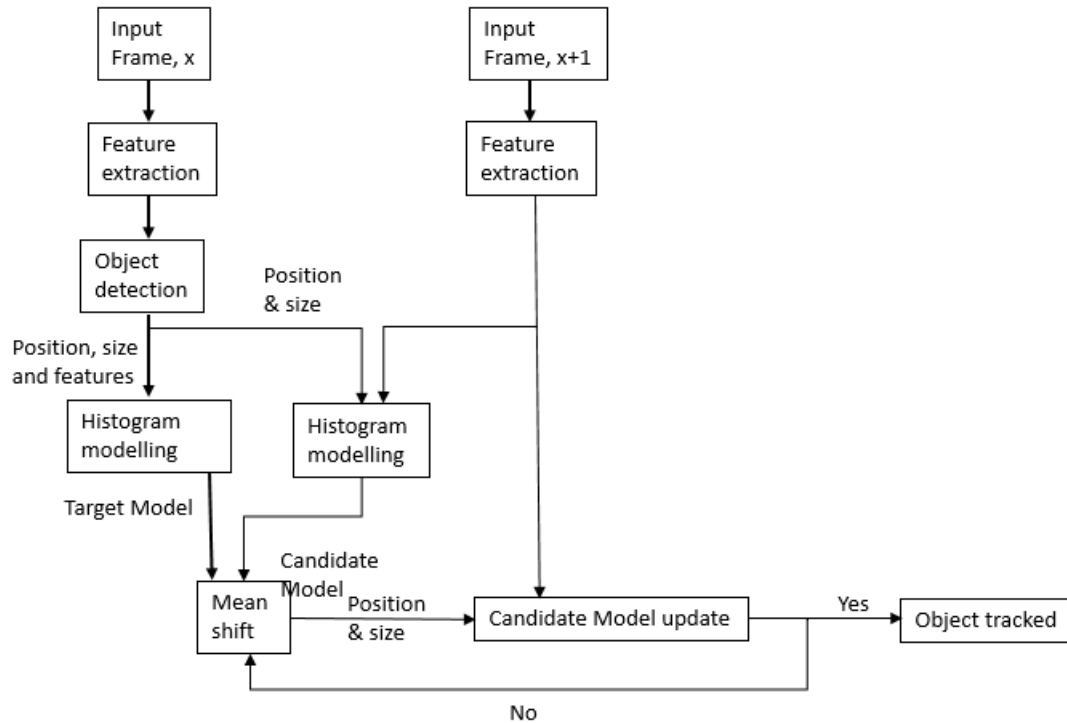 Input
Frame, x
Input
Frame, x+1
Feature
extraction
Feature
extraction
Object
detection
Position
& size
Position, size
and features
Histogram
modelling
Histogram
modelling
Target Model
Candidate
Model
Mean
shift
Position
& size
Candidate Model update
Yes
Object tracked
No